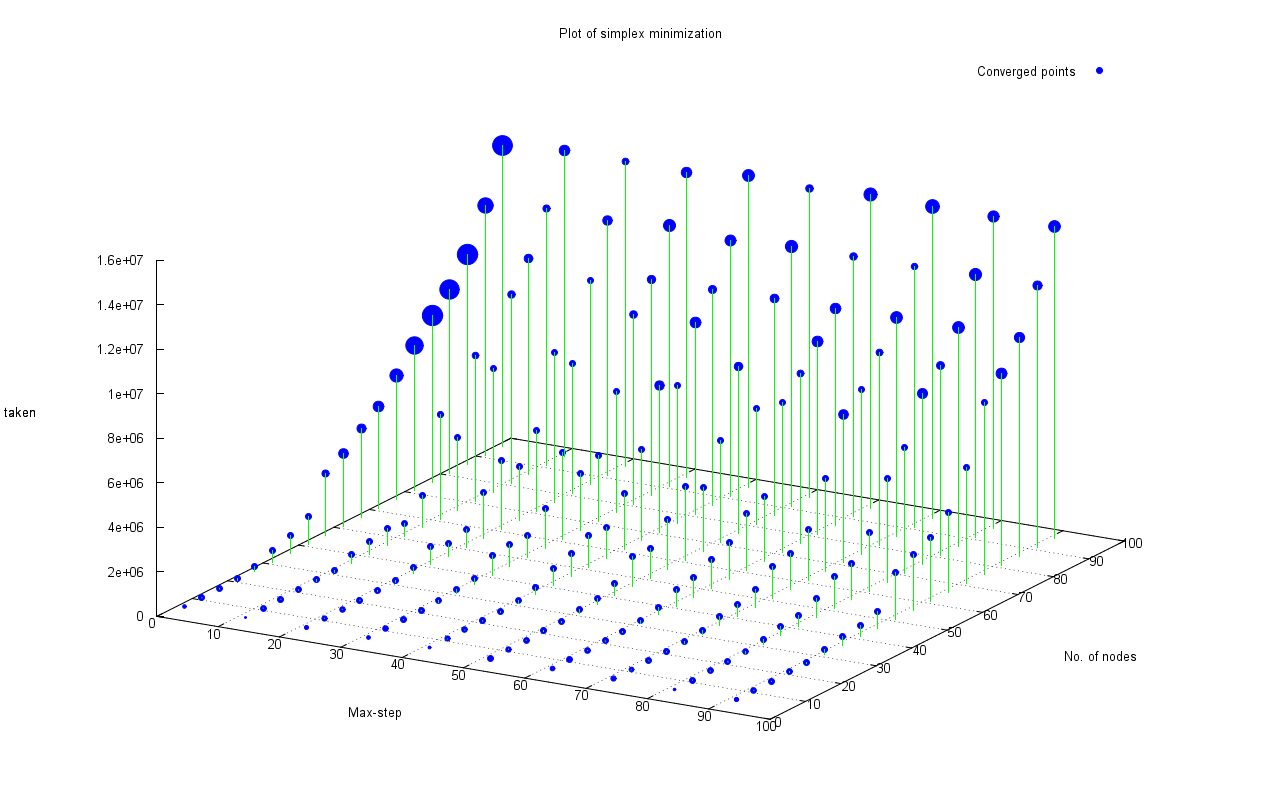 Plot of simplex minimization
Converged points
1.6e+07
1.4e+07
1.2e+07
1e+07
8e+06
6e+06
4e+06
2e+06
0
taken
0
10
20
30
40
50
60
70
80
90
100
Max-step
0
10
20
30
40
50
60
70
80
90
100
No. of nodes